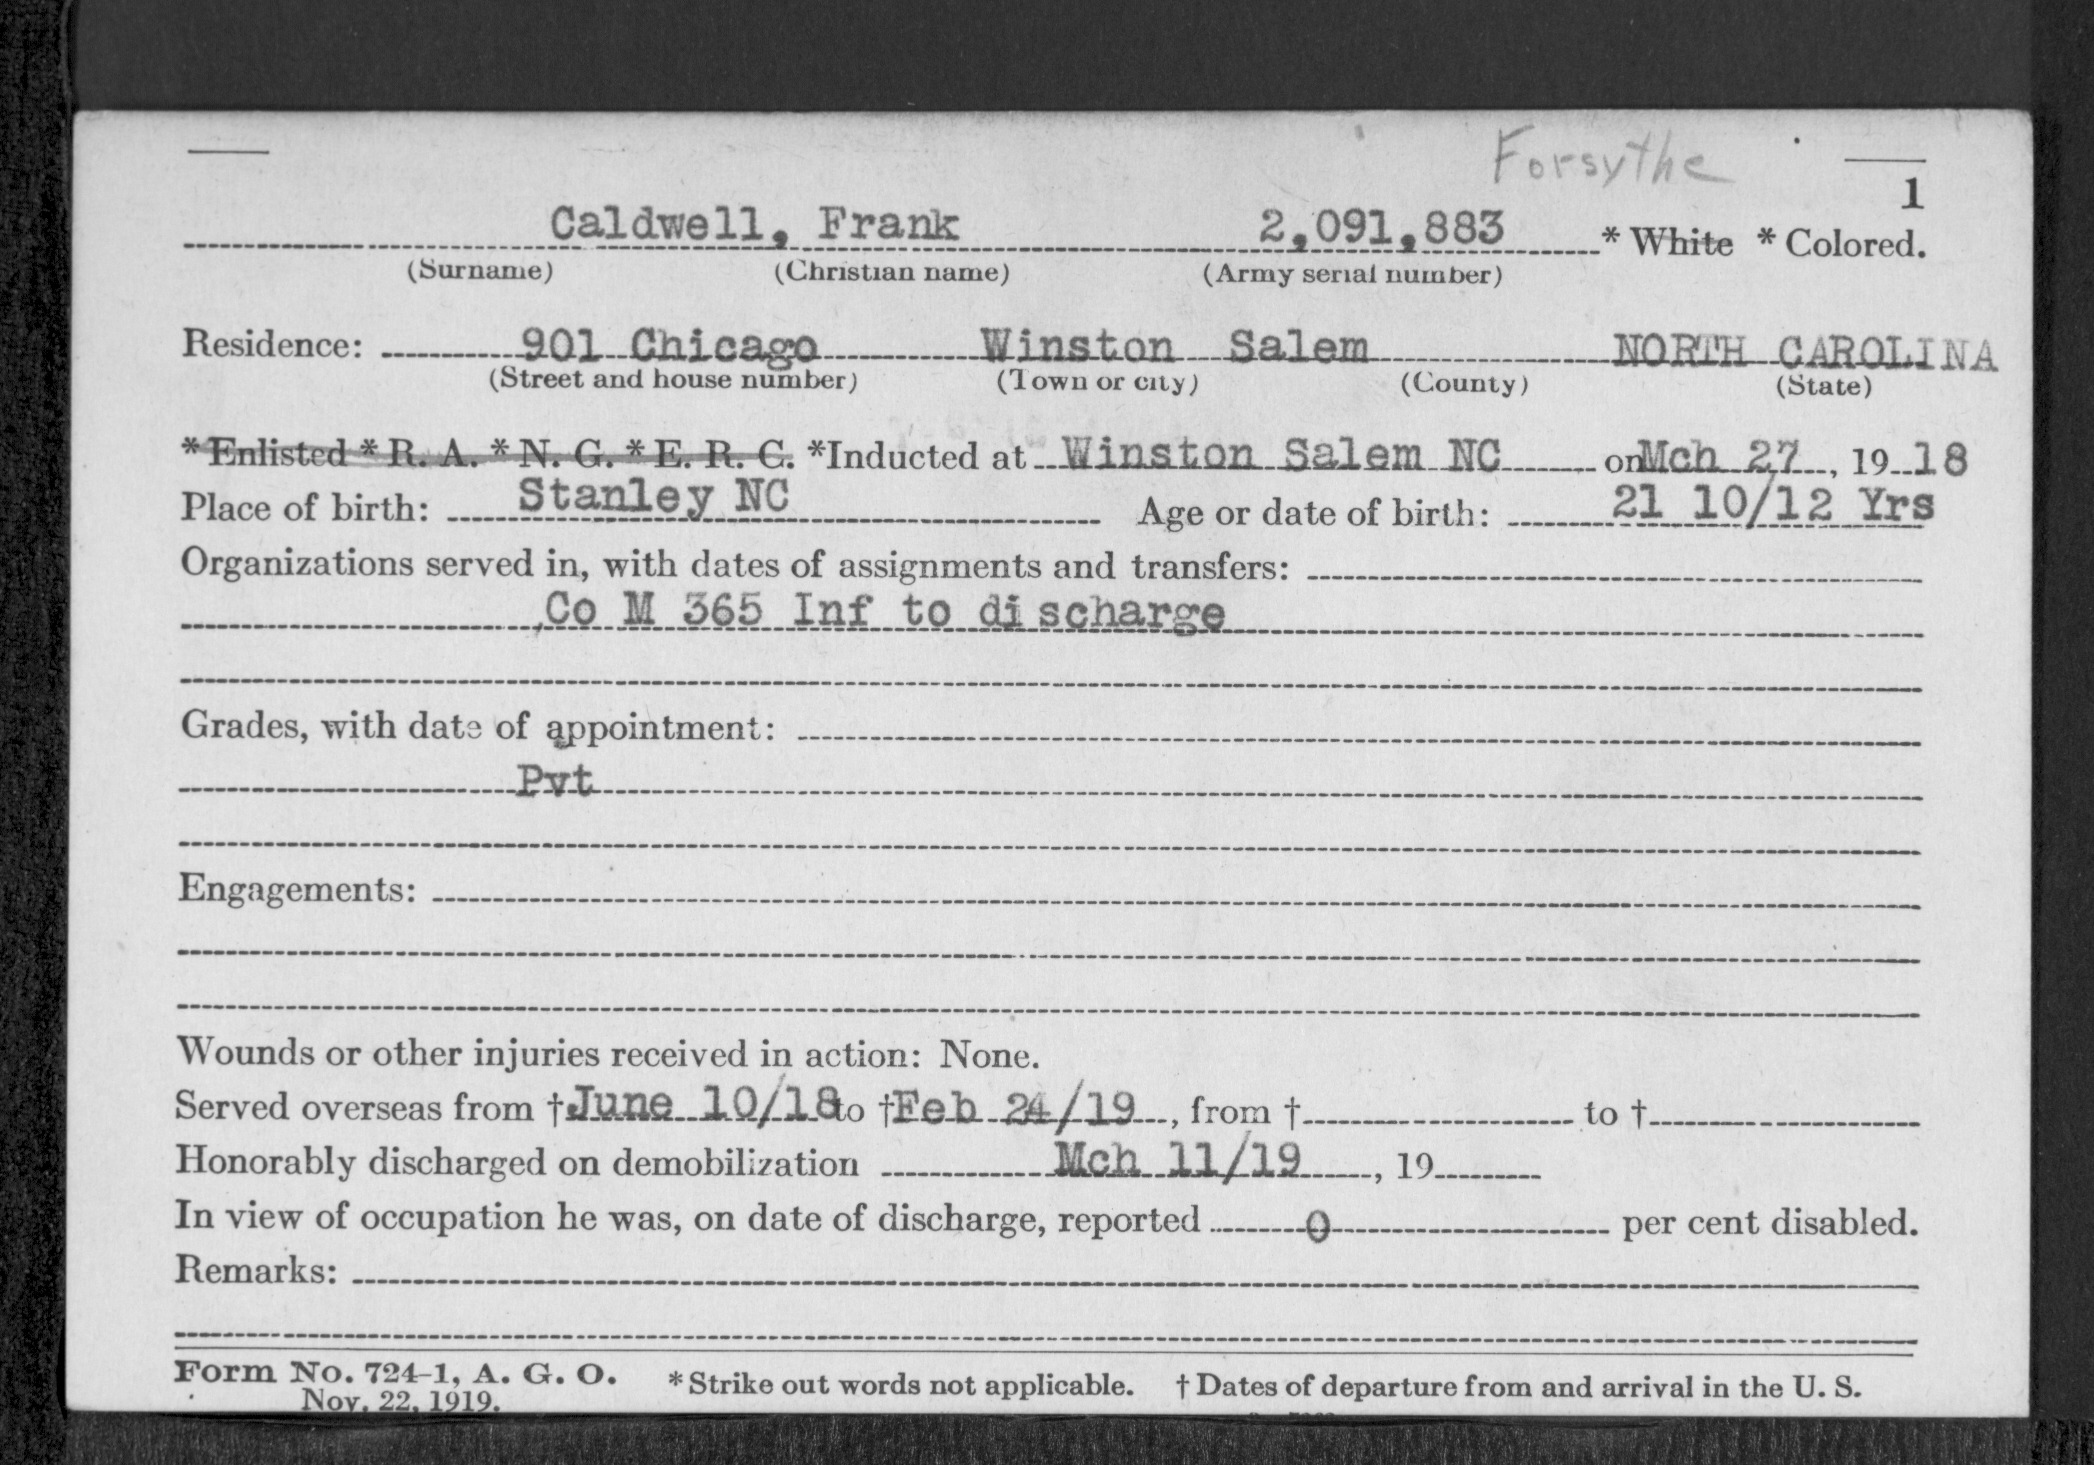 Forsythe
1
Caldwell, Frank 2,091,883 * White * Colored.
(Surname) (Christian name) (Army serial number)
Residence: 901 Chicago Winston Salem NORTH CAROLINA
(Street and house number) (Town or city) (County) (State)
* Enlisted * R. A. * N. G. * E. R. C. *Inducted at Winston Salem NC on Mch 27, 19 18
Place of birth: Stanley NC Age or date of birth: 21 10/12 Yrs
Organizations served in, with dates of assignments and transfers:
Co M 365 Inf to discharge
Grades, with date of appointment:
Pvt
Engagements:
Wounds or other injuries received in action: None.
Served overseas from † June 10/18 to † Feb 24/19, from † to †
Honorably discharged on demobilization Mch 11/19, 19
In view of occupation he was, on date of discharge, reported 0 per cent disabled.
Remarks:
Form No. 724-1, A. G. O. * Strike out words not applicable. † Dates of departure from and arrival in the U. S.
Nov. 22, 1919.